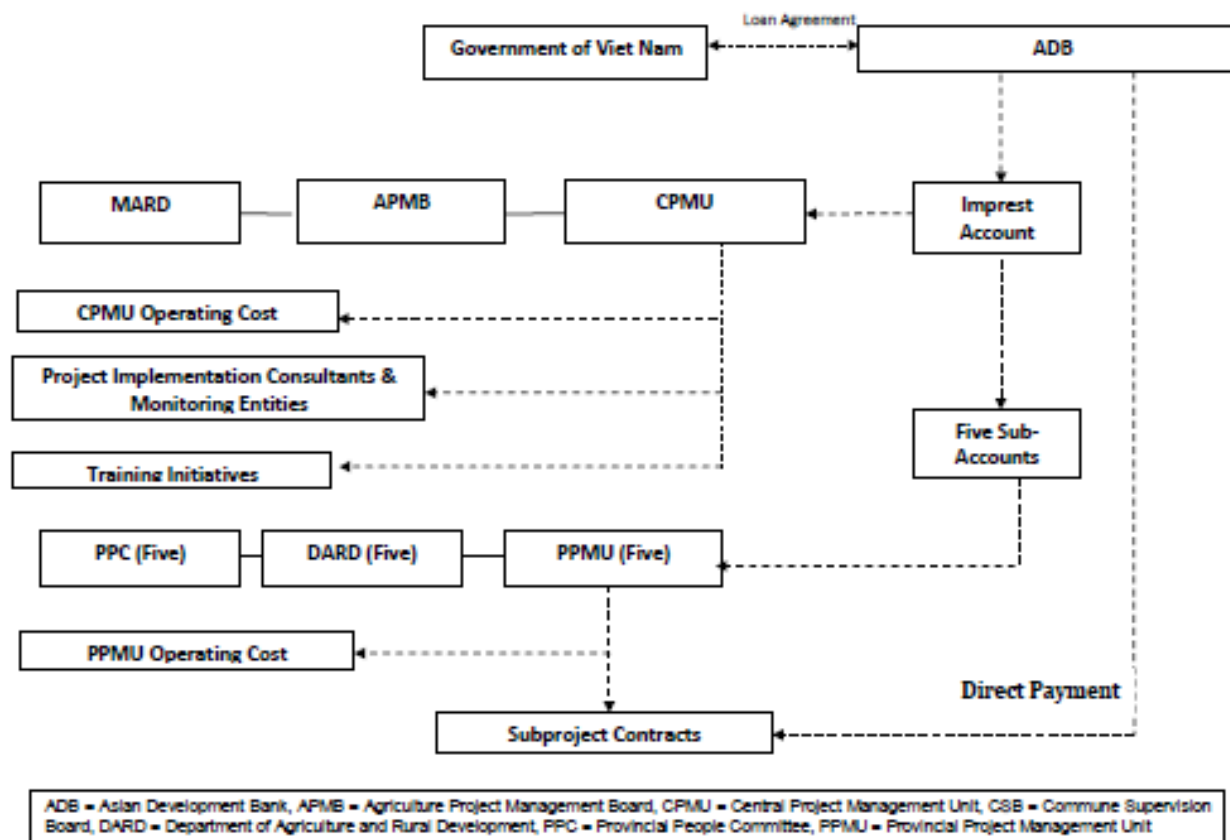 Loan Agreement
Government of Viet Nam
ADB
MARD
APMB
CPMU
Imprest
Account
CPMU Operating Cost
Project Implementation Consultants &
Monitoring Entities
Five Sub-
Accounts
Training Initiatives
PPC (Five)
DARD (Five)
PPMU (Five)
PPMU Operating Cost
Direct Payment
Subproject Contracts
ADB = Asian Development Bank, APMB = Agriculture Project Management Board, CPMU = Central Project Management Unit, CSB = Commune Supervision
Board, DARD = Department of Agriculture and Rural Development, PPC = Provincial People Committee, PPMU = Provincial Project Management Unit